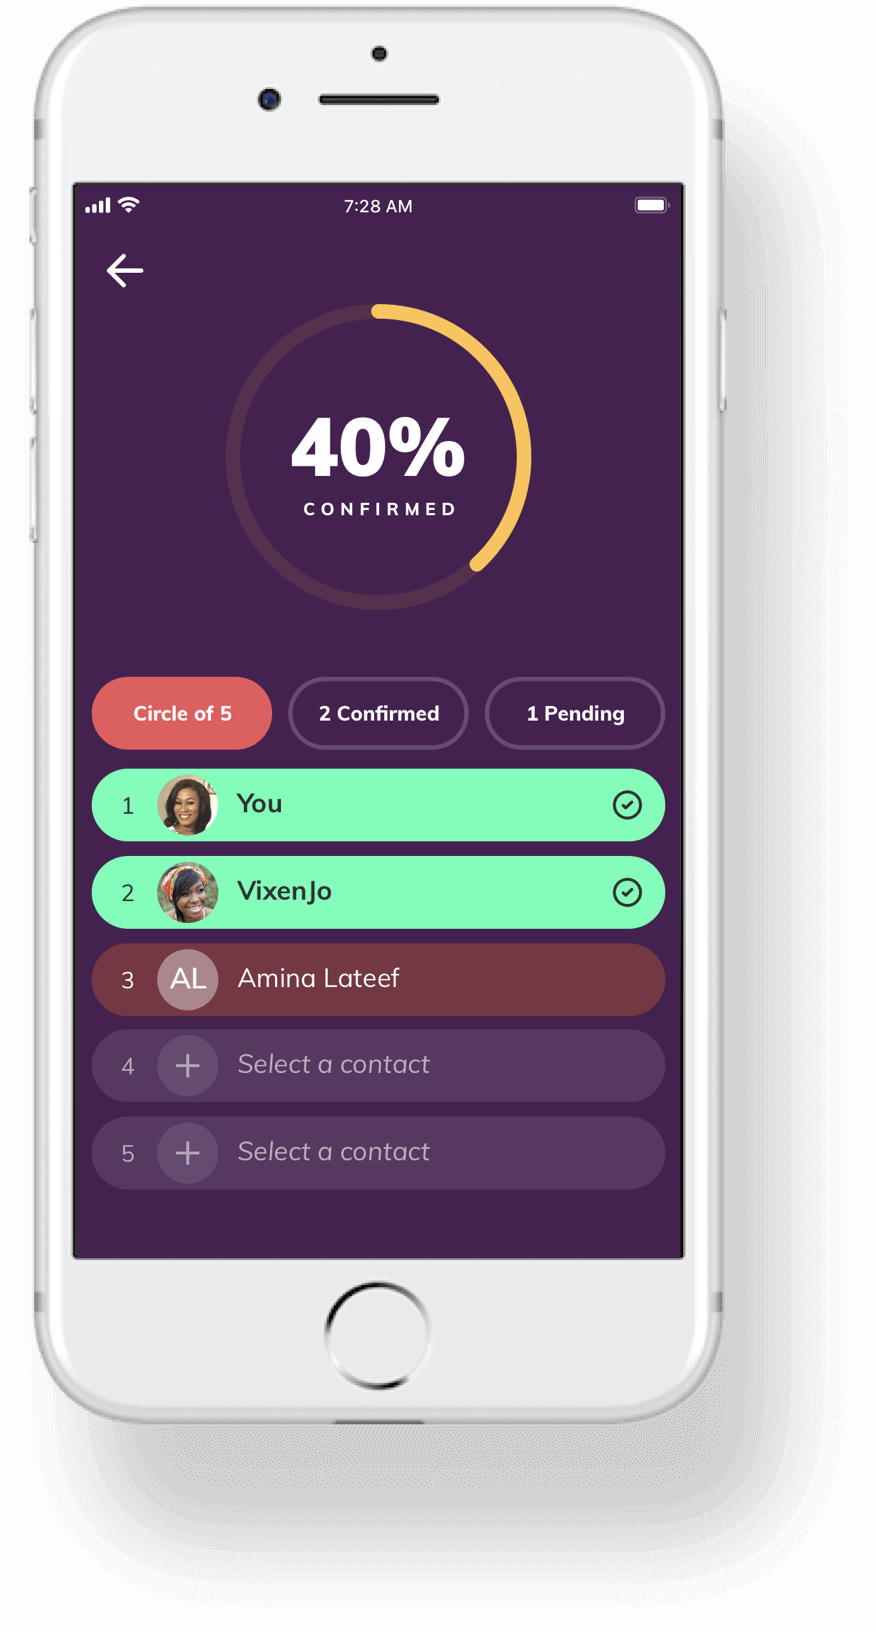 7:28 AM
40%
CONFIRMED
Circle of 5 2 Confirmed 1 Pending
1 You
2 VixenJo
3 AL Amina Lateef
4 + Select a contact
5 + Select a contact